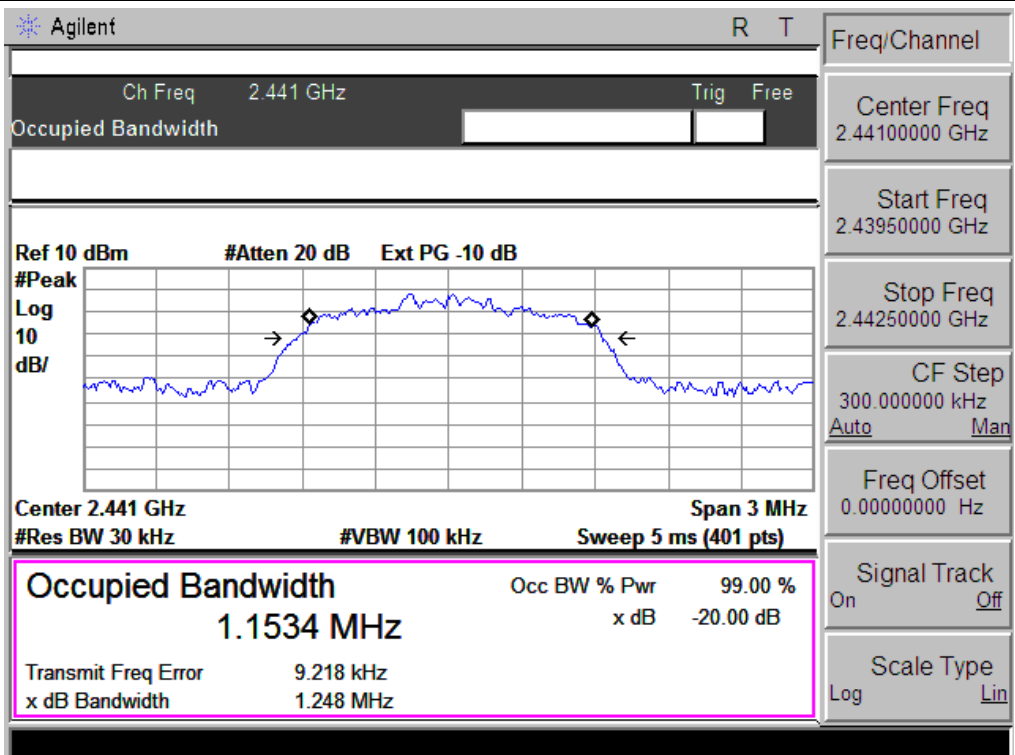 Agilent R T
Ch Freq 2.441 GHz Trig Free
Occupied Bandwidth
Ref 10 dBm #Atten 20 dB Ext PG -10 dB
#Peak
Log
10
dB/
Center 2.441 GHz Span 3 MHz
#Res BW 30 kHz #VBW 100 kHz Sweep 5 ms (401 pts)
Occupied Bandwidth Occ BW % Pwr 99.00 %
1.1534 MHz x dB -20.00 dB
Transmit Freq Error 9.218 kHz
x dB Bandwidth 1.248 MHz
Freq/Channel
Center Freq
2.44100000 GHz
Start Freq
2.43950000 GHz
Stop Freq
2.44250000 GHz
CF Step
300.000000 kHz
Auto Man
Freq Offset
0.00000000 Hz
Signal Track
On Off
Scale Type
Log Lin